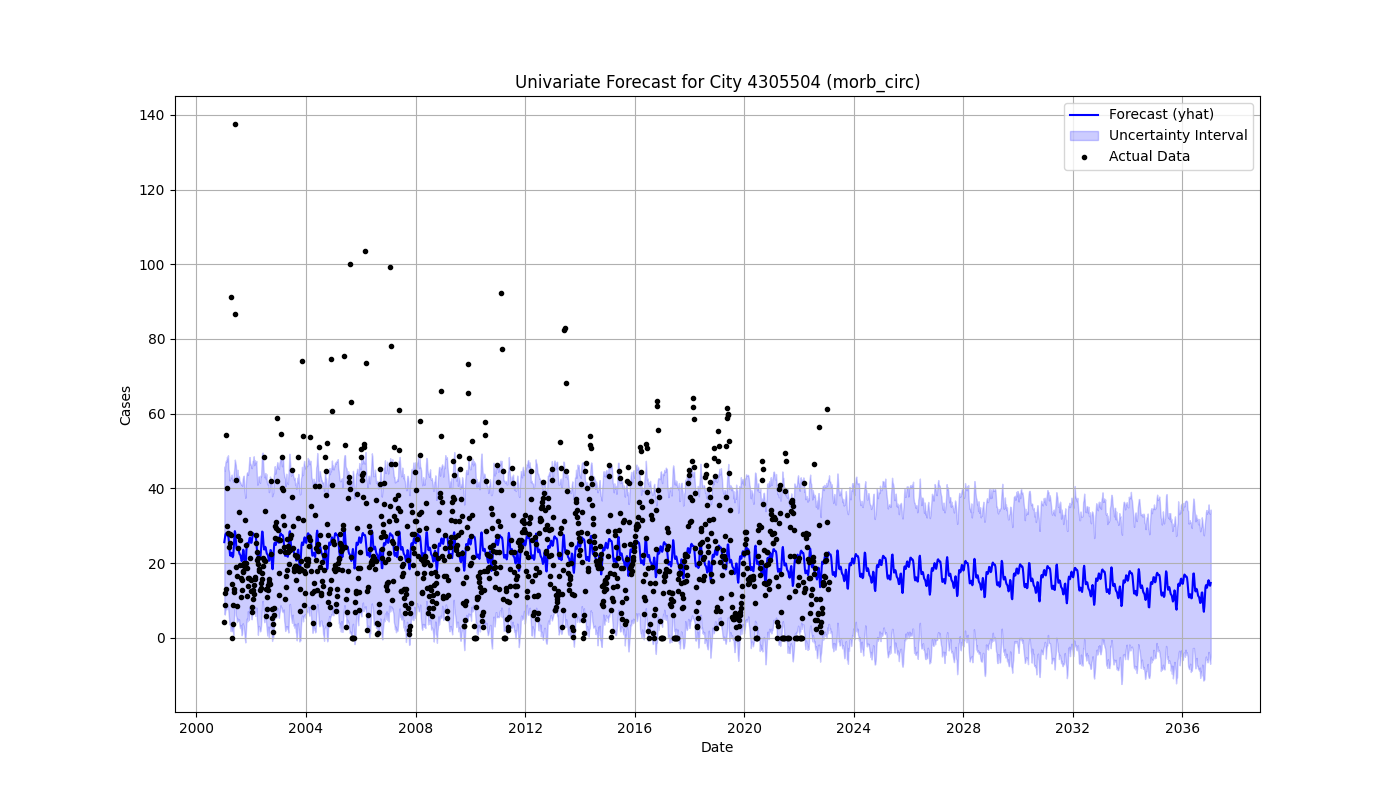 Univariate Forecast for City 4305504 (morb_circ)
Forecast (yhat)
Uncertainty Interval
Actual Data
140
120
100
80
60
40
20
0
Cases
2000 2004 2008 2012 2016 2020 2024 2028 2032 2036
Date